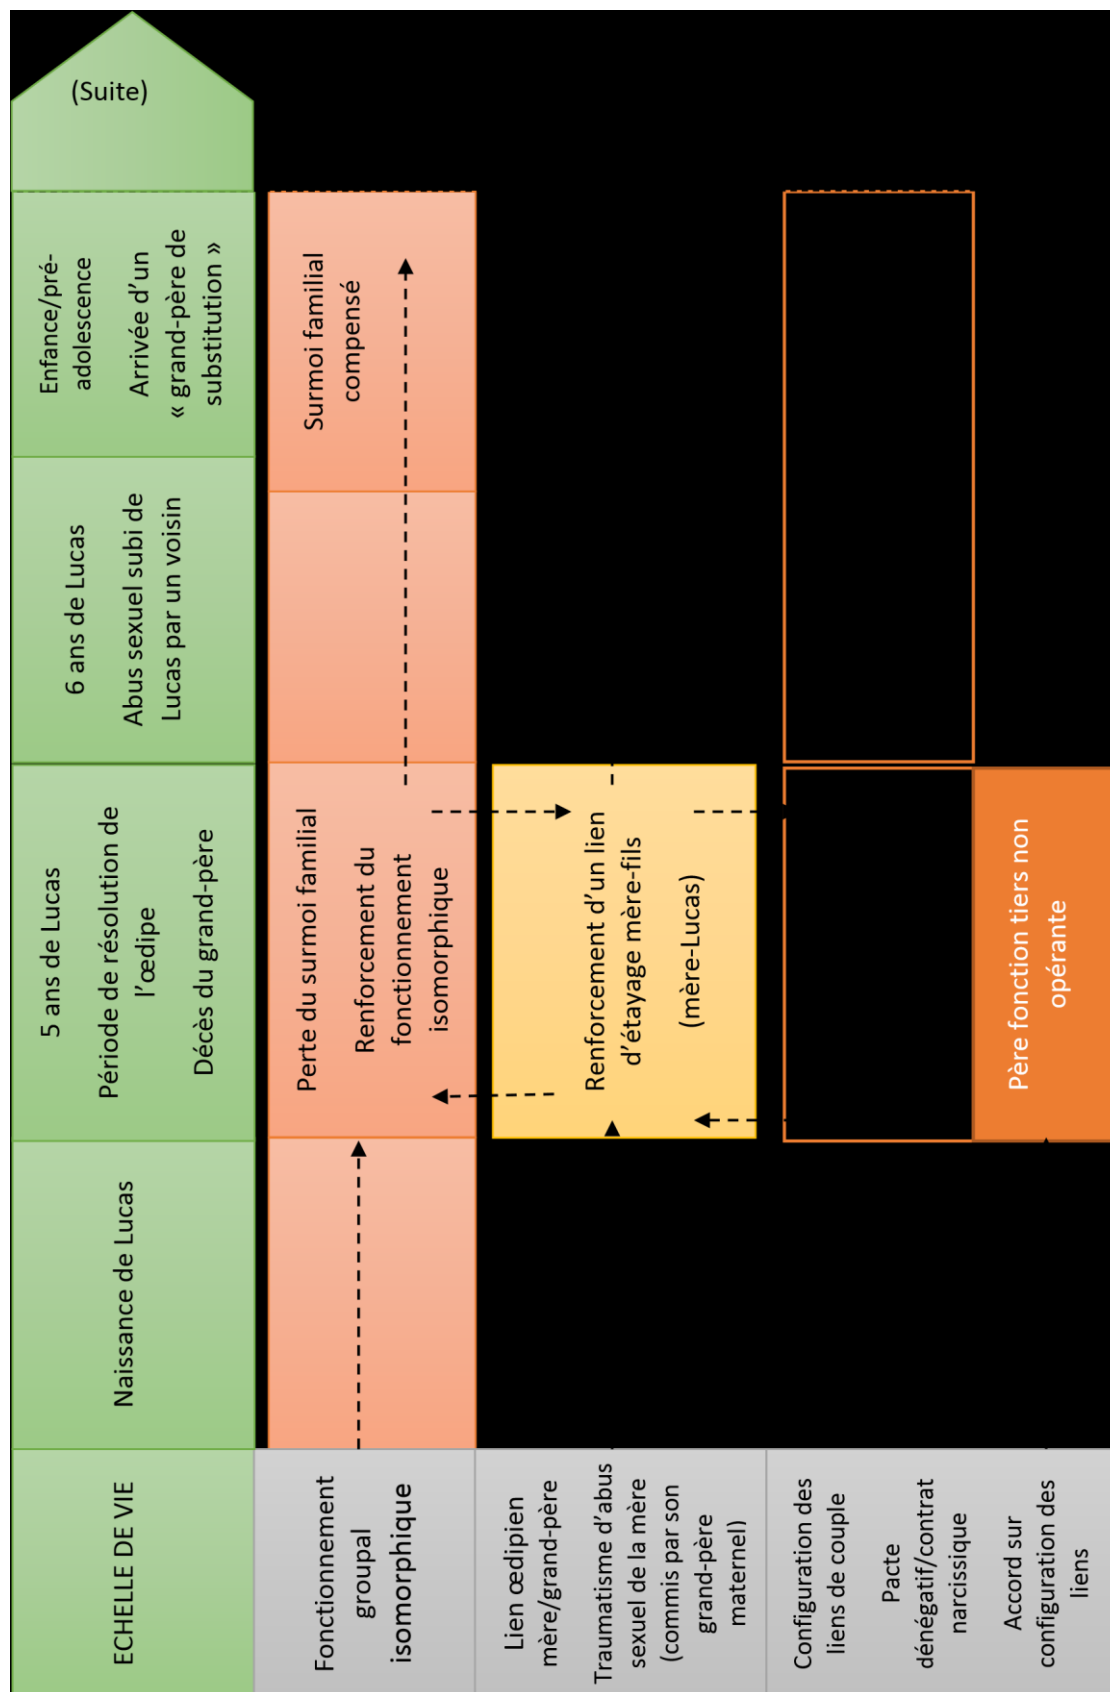 (Suite)
Enfance/pré-
adolescence
Arrivée d’un
« grand-père de
substitution »
6 ans de Lucas
Abus sexuel subi de
Lucas par un voisin
5 ans de Lucas
Période de résolution de
l’œdipe
Décès du grand-père
Naissance de Lucas
ECHELLE DE VIE
Surmoi familial
compensé
Perte du surmoi familial
Renforcement du
fonctionnement
isomorphique
Fonctionnement
groupal
isomorphique
Renforcement d’un lien
d’étayage mère-fils
(mère-Lucas)
Lien œdipien
mère/grand-père
Traumatisme d’abus
sexuel de la mère
(commis par son
grand-père
maternel)
Père fonction tiers non
opérante
Configuration des
liens de couple
Pacte
dénégatif/contrat
narcissique
Accord sur
configuration des
liens